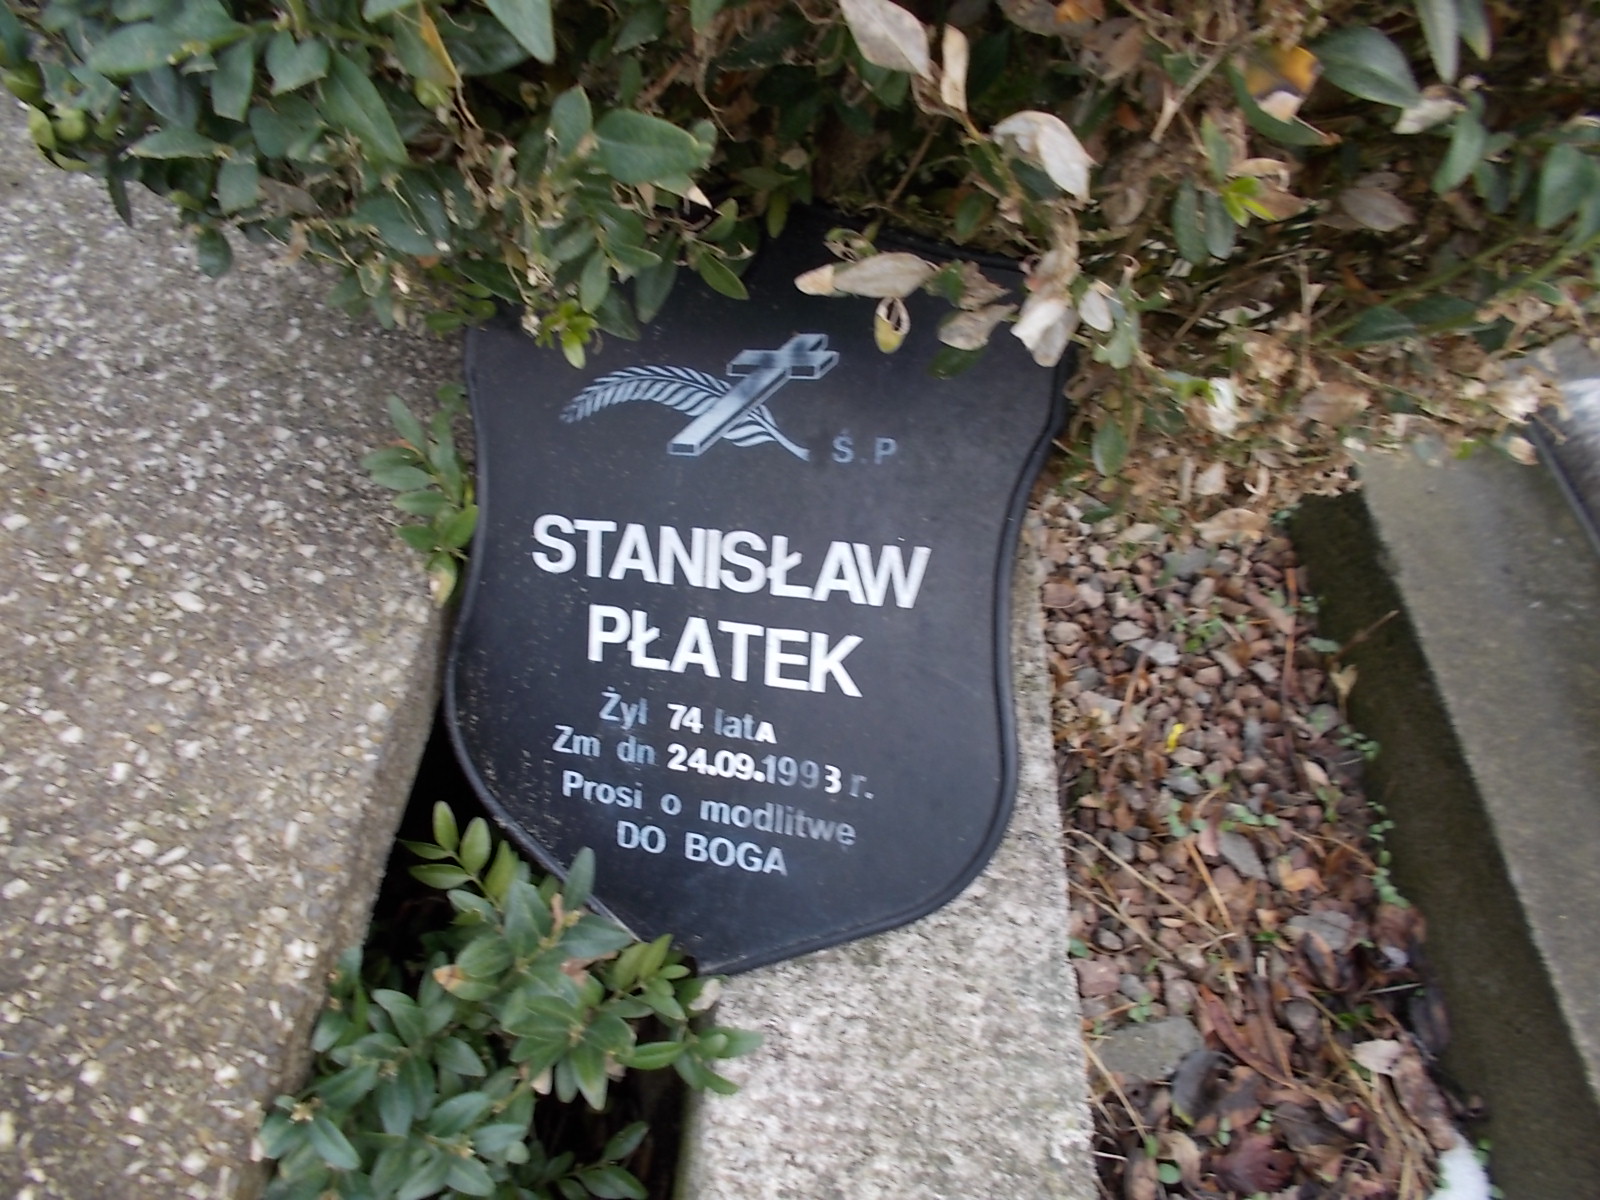 Ś.P
STANISŁAW
PŁATEK
Żył 74 latA
Zm dn 24.09.1993 r.
Prosi o modlitwe
DO BOGA